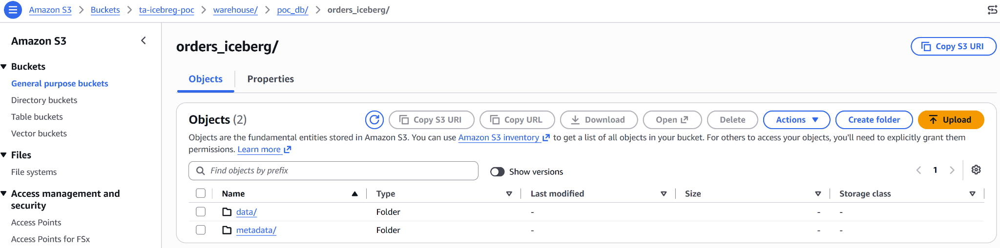 Amazon S3 > Buckets > ta-icebreg-poc > warehouse/ > poc_db/ > orders_iceberg/
Amazon S3
Buckets
General purpose buckets
Directory buckets
Table buckets
Vector buckets
Files
File systems
Access management and
security
Access Points
Access Points for FSx
orders_iceberg/
Copy S3 URI
Objects
Properties
Objects (2)
Copy S3 URI
Copy URL
Download
Open
Delete
Actions
Create folder
Upload
Objects are the fundamental entities stored in Amazon S3. You can use Amazon S3 inventory to get a list of all objects in your bucket. For others to access your objects, you'll need to explicitly grant them
permissions. Learn more
Find objects by prefix
Show versions
1
Name Type Last modified Size Storage class
data/ Folder - - -
metadata/ Folder - - -